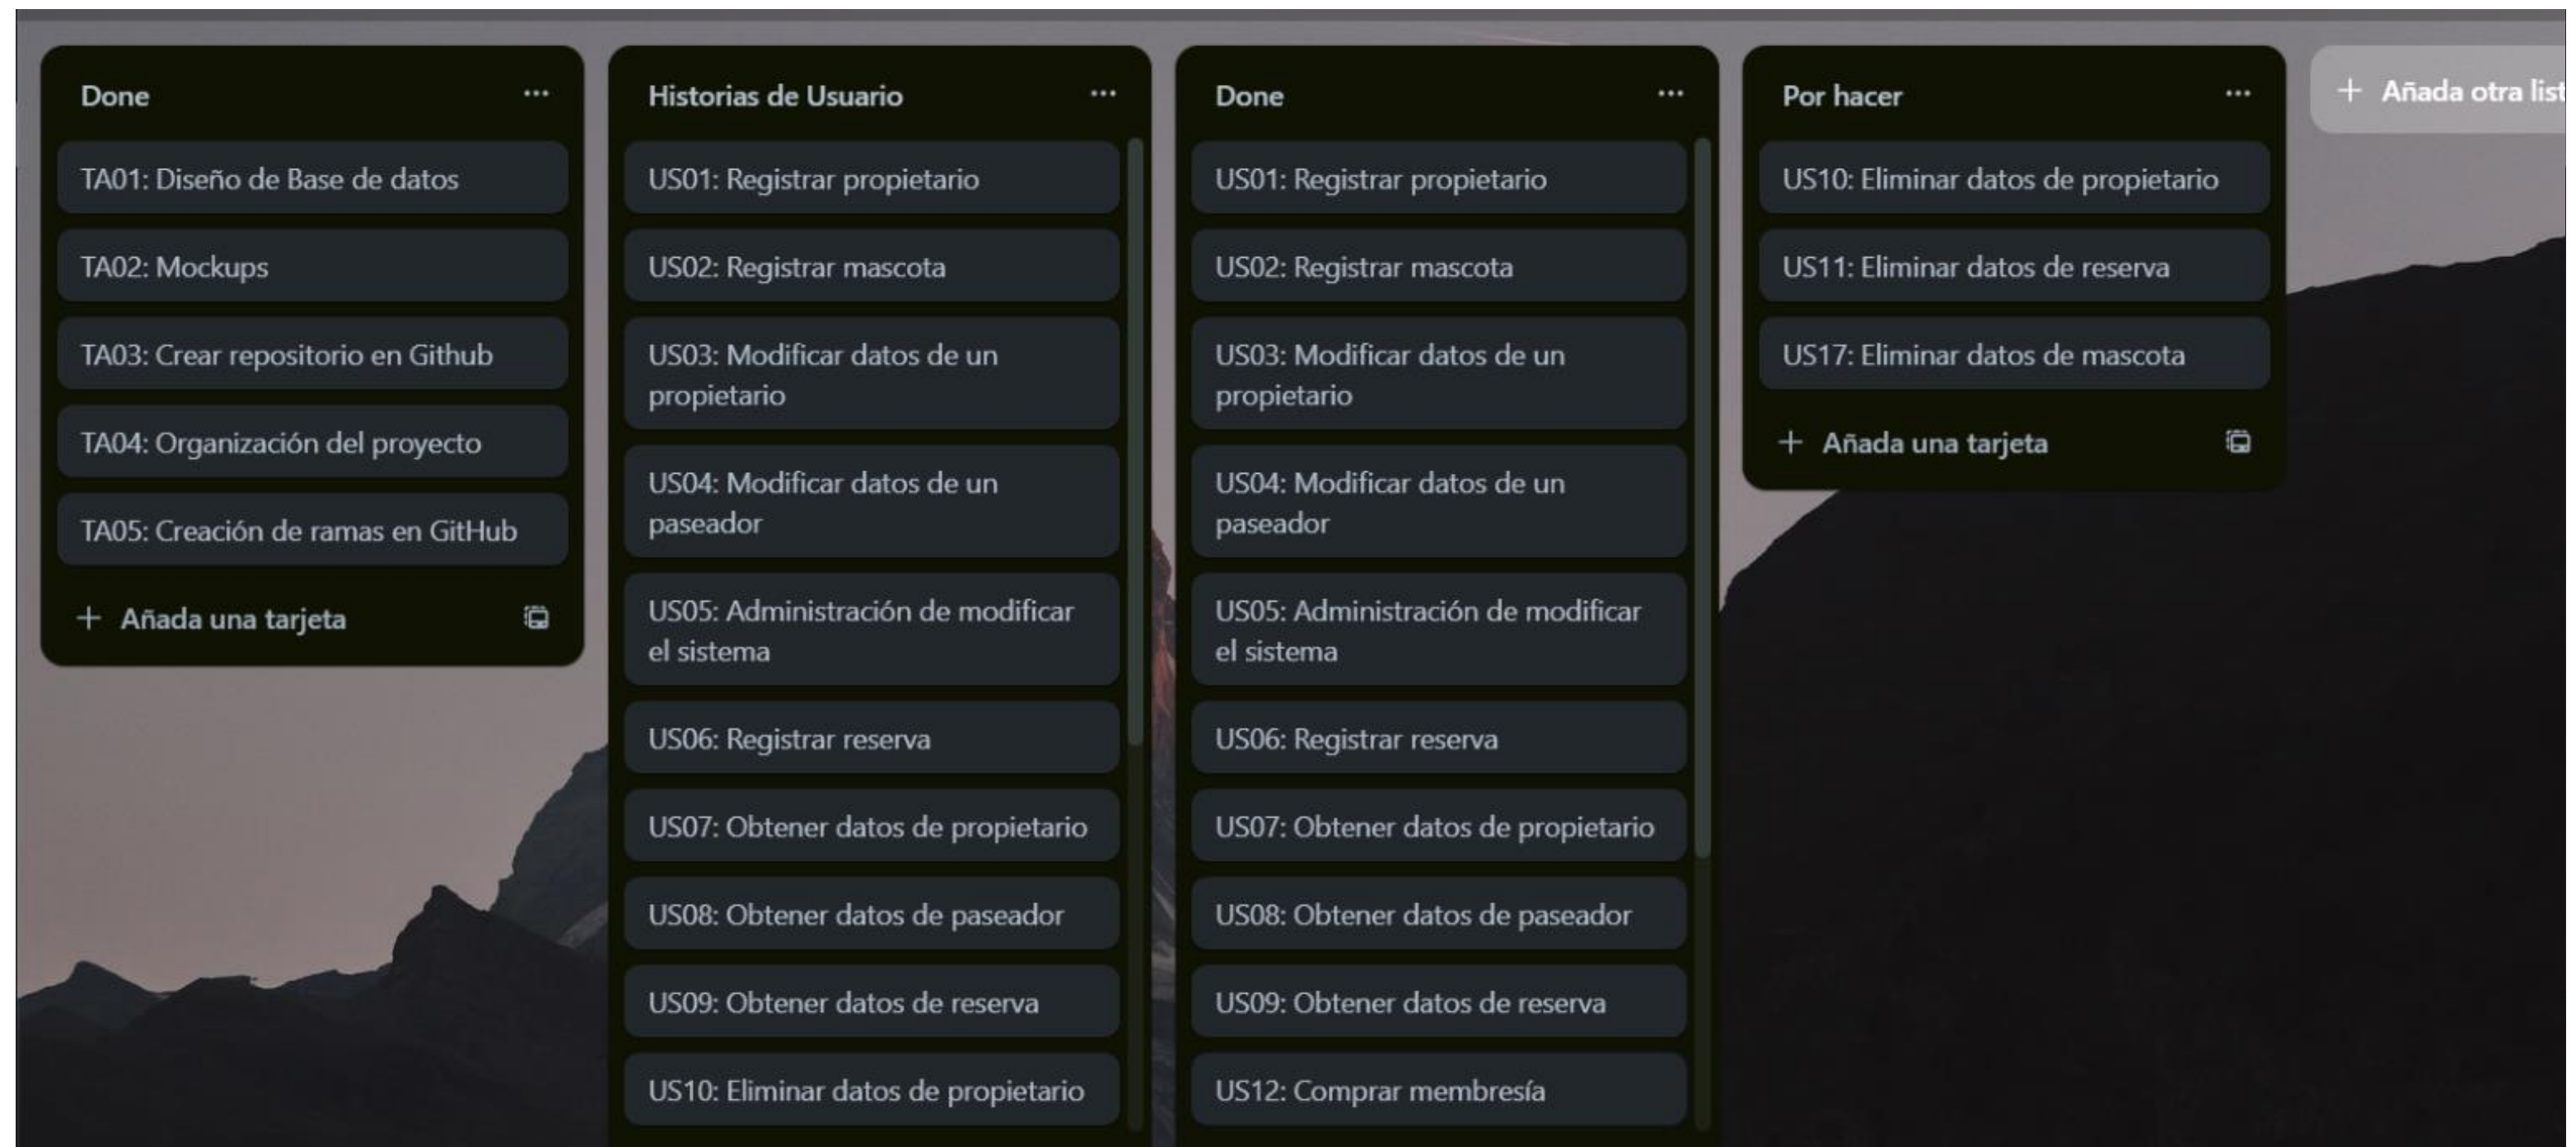 Done
TA01: Diseño de Base de datos
TA02: Mockups
TA03: Crear repositorio en Github
TA04: Organización del proyecto
TA05: Creación de ramas en GitHub
+ Añada una tarjeta
Historias de Usuario
US01: Registrar propietario
US02: Registrar mascota
US03: Modificar datos de un
propietario
US04: Modificar datos de un
paseador
US05: Administración de modificar
el sistema
US06: Registrar reserva
US07: Obtener datos de propietario
US08: Obtener datos de paseador
US09: Obtener datos de reserva
US10: Eliminar datos de propietario
Done
US01: Registrar propietario
US02: Registrar mascota
US03: Modificar datos de un
propietario
US04: Modificar datos de un
paseador
US05: Administración de modificar
el sistema
US06: Registrar reserva
US07: Obtener datos de propietario
US08: Obtener datos de paseador
US09: Obtener datos de reserva
US12: Comprar membresía
Por hacer
US10: Eliminar datos de propietario
US11: Eliminar datos de reserva
US17: Eliminar datos de mascota
+ Añada una tarjeta
+ Añada otra list